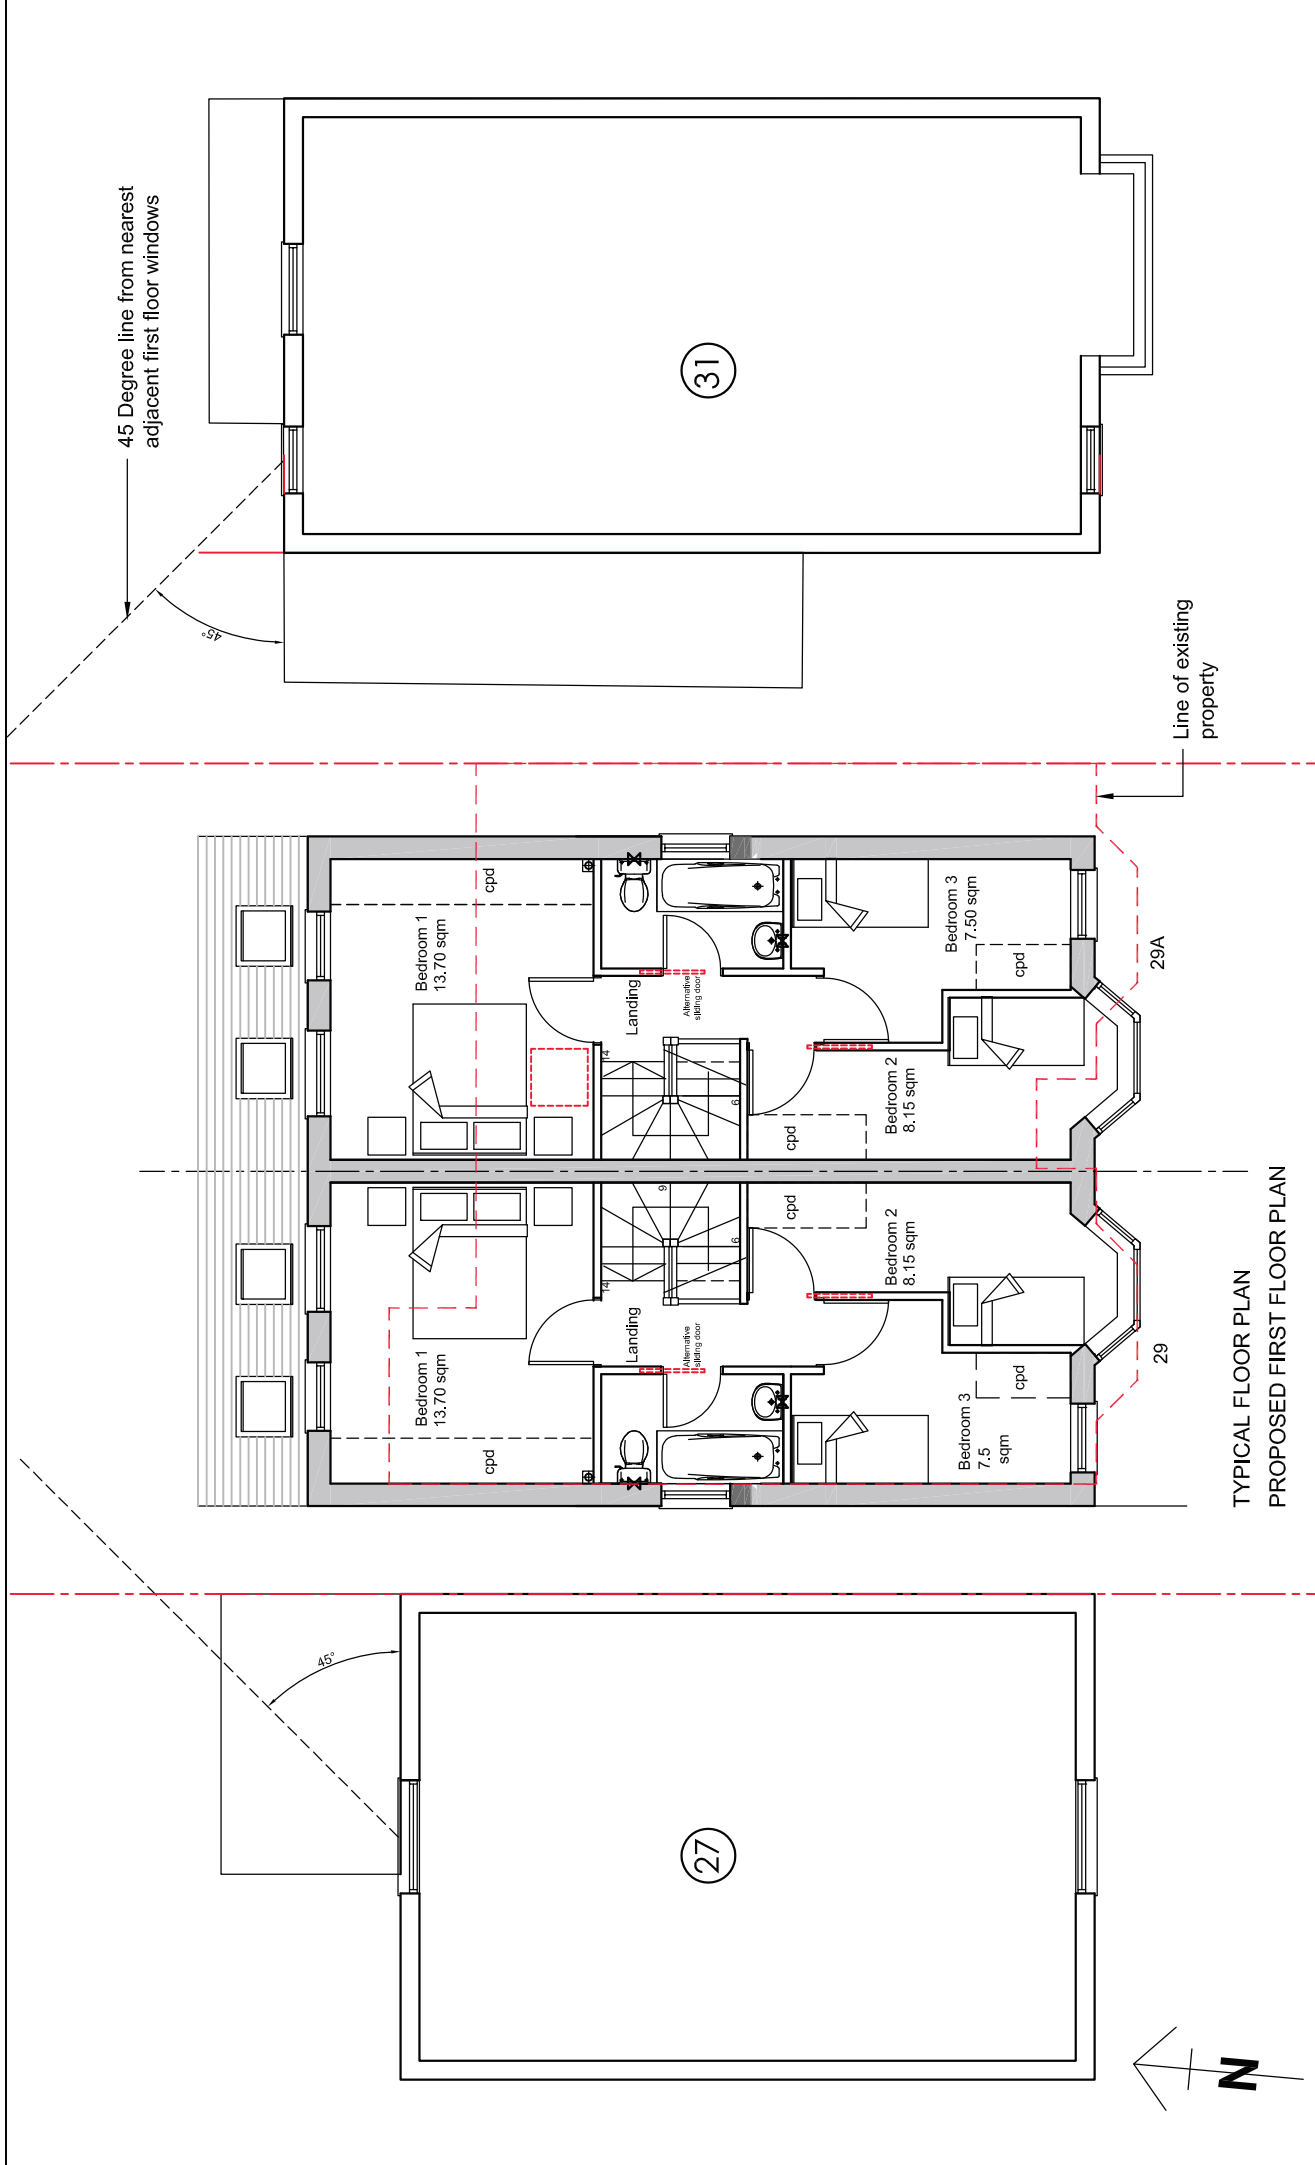 45 Degree line from nearest
adjacent first floor windows
45°
31
Line of existing
property
cpd
Bedroom 1
13.70 sqm
Landing
Alternative
sliding door
14
6
Bedroom 3
7.50 sqm
cpd
Bedroom 2
8.15 sqm
cpd
29A
Bedroom 1
13.70 sqm
cpd
Landing
Alternative
sliding door
14
9
6
cpd
Bedroom 2
8.15 sqm
Bedroom 3
7.5
sqm
cpd
29
45°
27
TYPICAL FLOOR PLAN
PROPOSED FIRST FLOOR PLAN
N